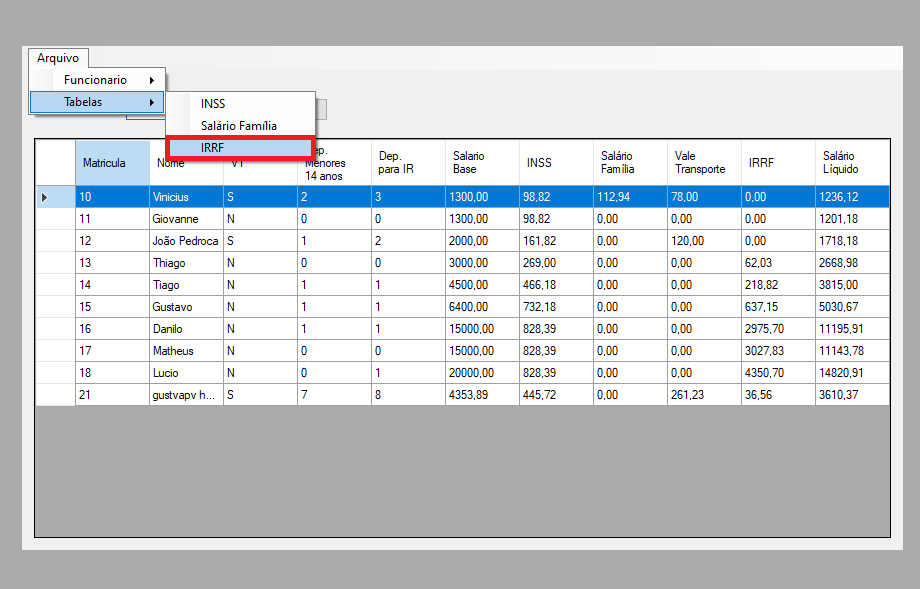 Arquivo
Funcionario
Tabelas
INSS
Salário Família
IRRF
Matricula Nome VT Menores 14 anos Dep. para IR Salario Base INSS Salário Família Vale Transporte IRRF Salário Líquido
10 Vinicius S 2 3 1300,00 98,82 112,94 78,00 0,00 1236,12
11 Giovanne N 0 0 1300,00 98,82 0,00 0,00 0,00 1201,18
12 João Pedroca S 1 2 2000,00 161,82 0,00 120,00 0,00 1718,18
13 Thiago N 0 0 3000,00 269,00 0,00 0,00 62,03 2668,98
14 Tiago N 1 1 4500,00 466,18 0,00 0,00 218,82 3815,00
15 Gustavo N 1 1 6400,00 732,18 0,00 0,00 637,15 5030,67
16 Danilo N 1 1 15000,00 828,39 0,00 0,00 2975,70 11195,91
17 Matheus N 0 0 15000,00 828,39 0,00 0,00 3027,83 11143,78
18 Lucio N 0 1 20000,00 828,39 0,00 0,00 4350,70 14820,91
21 gustvapv h... S 7 8 4353,89 445,72 0,00 261,23 36,56 3610,37